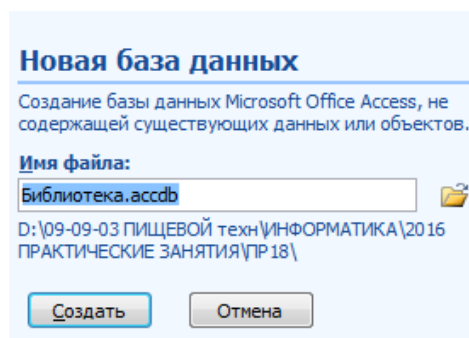 Новая база данных
Создание базы данных Microsoft Office Access, не
содержащей существующих данных или объектов.
Имя файла:
Библиотека.accdb
D:\09-09-03 ПИЩЕВОЙ техн\ИНФОРМАТИКА\2016
ПРАКТИЧЕСКИЕ ЗАНЯТИЯ\ПР18\
Создать Отмена